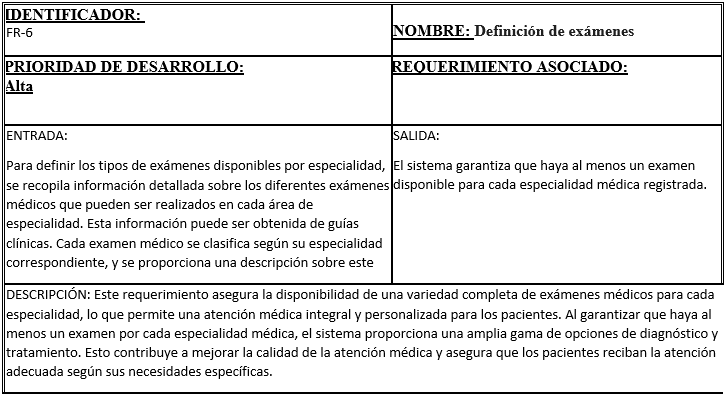 IDENTIFICADOR:
FR-6
NOMBRE: Definición de exámenes
PRIORIDAD DE DESARROLLO:
Alta
REQUERIMIENTO ASOCIADO:
ENTRADA:
Para definir los tipos de exámenes disponibles por especialidad,
se recopila información detallada sobre los diferentes exámenes
médicos que pueden ser realizados en cada área de
especialidad. Esta información puede ser obtenida de guías
clínicas. Cada examen médico se clasifica según su especialidad
correspondiente, y se proporciona una descripción sobre este
SALIDA:
El sistema garantiza que haya al menos un examen
disponible para cada especialidad médica registrada.
DESCRIPCIÓN: Este requerimiento asegura la disponibilidad de una variedad completa de exámenes médicos para cada
especialidad, lo que permite una atención médica integral y personalizada para los pacientes. Al garantizar que haya al
menos un examen por cada especialidad médica, el sistema proporciona una amplia gama de opciones de diagnóstico y
tratamiento. Esto contribuye a mejorar la calidad de la atención médica y asegura que los pacientes reciban la atención
adecuada según sus necesidades específicas.